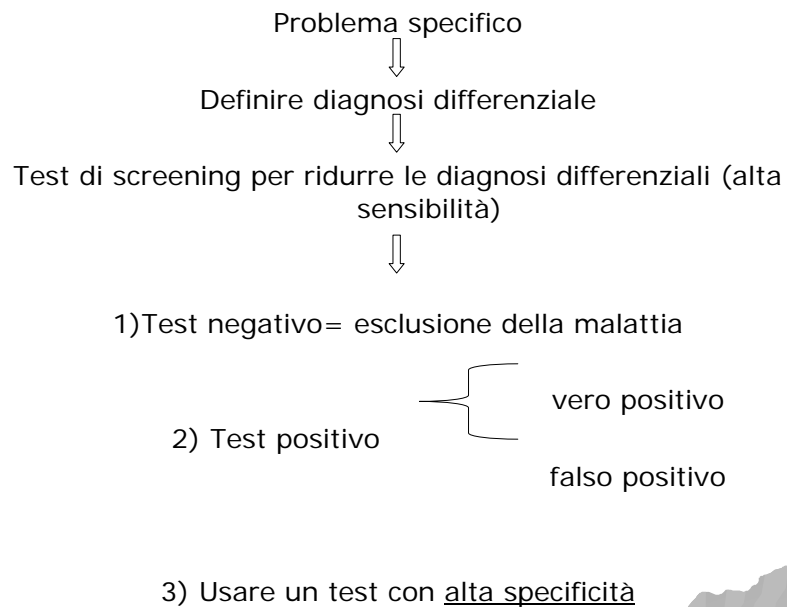 Problema specifico
Definire diagnosi differenziale
Test di screening per ridurre le diagnosi differenziali (alta
sensibilità)
1)Test negativo= esclusione della malattia
vero positivo
2) Test positivo
falso positivo
3) Usare un test con alta specificità